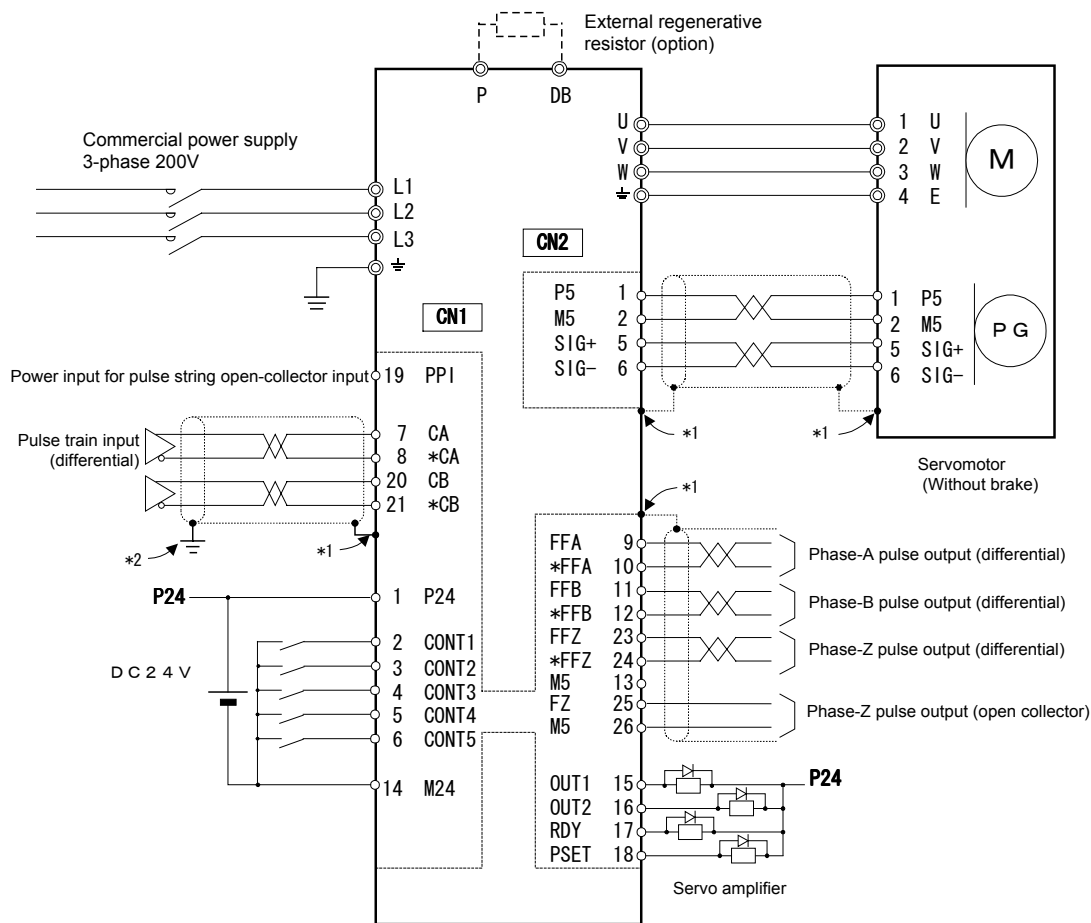 External regenerative
resistor (option)
P DB
Commercial power supply
3-phase 200V
L1
L2
L3
U
V
W
1 U
2 V
3 W
4 E
M
CN2
P5 1
M5 2
SIG+ 5
SIG- 6
1 P5
2 M5
5 SIG+
6 SIG-
PG
*1
*1
Servomotor
(Without brake)
CN1
Power input for pulse string open-collector input
19 PPI
Pulse train input
(differential)
7 CA
8 *CA
20 CB
21 *CB
*2
*1
*1
P24
1 P24
DC24V
2 CONT1
3 CONT2
4 CONT3
5 CONT4
6 CONT5
14 M24
FFA 9
*FFA 10
FFB 11
*FFB 12
FFZ 23
*FFZ 24
M5 13
FZ 25
M5 26
Phase-A pulse output (differential)
Phase-B pulse output (differential)
Phase-Z pulse output (differential)
Phase-Z pulse output (open collector)
OUT1 15
OUT2 16
RDY 17
PSET 18
P24
Servo amplifier